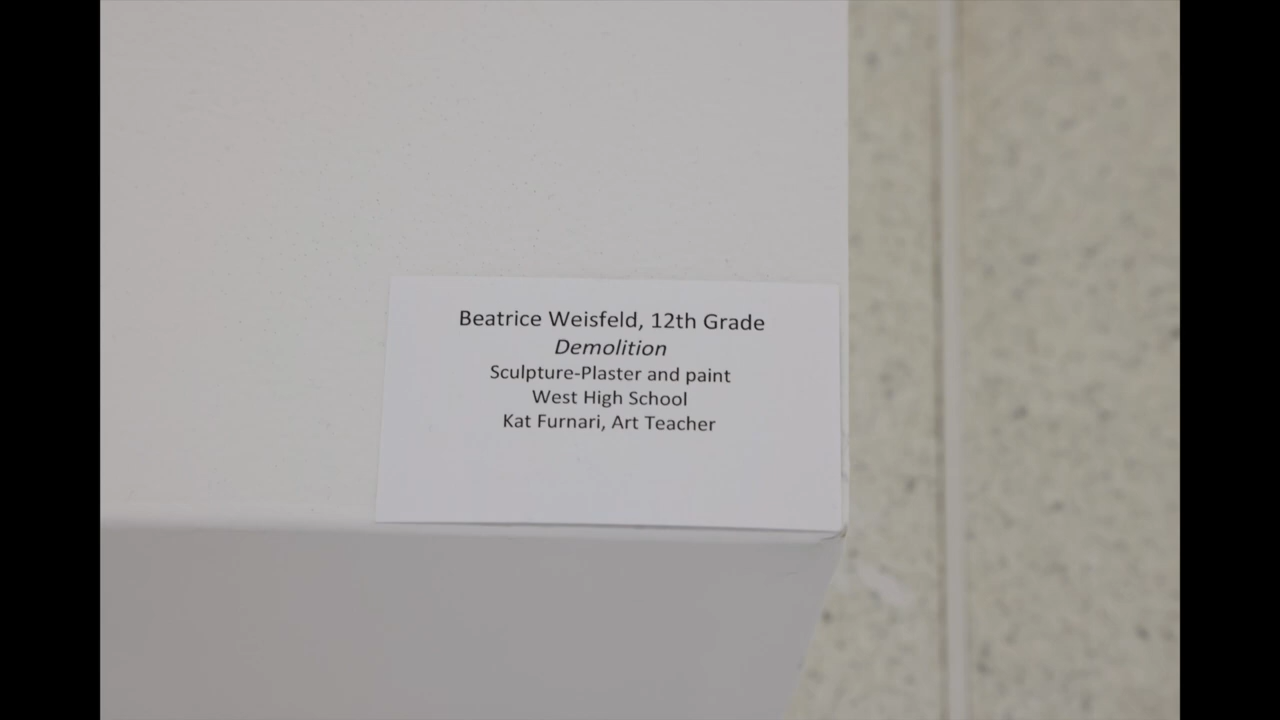 Beatrice Weisfeld, 12th Grade
Demolition
Sculpture-Plaster and paint
West High School
Kat Furnari, Art Teacher